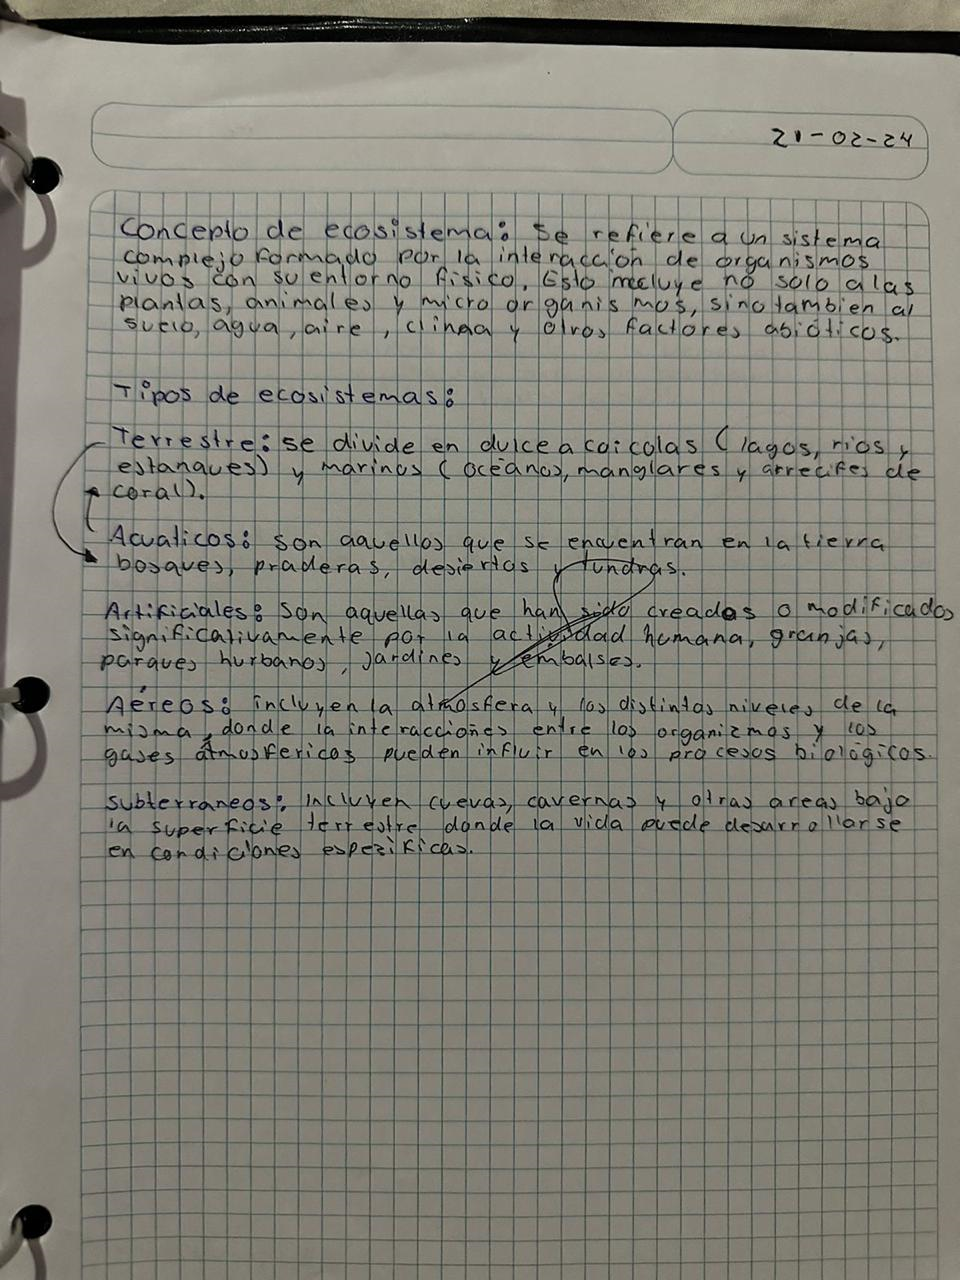 21-02-24
Concepto de ecosistema: Se refiere a un sistema
complejo formado por la interaccion de organismos
vivos con su entorno fisico, Esto incluye no solo a las
plantas, animales y micro organismos, sino tambien al
suelo, agua, aire, clima y otros factores abióticos.
Tipos de ecosistemas:
Terrestre: se divide en dulce a coicolas (lagos, rios y
estanques) y marinos (océanos, manglares y arrecifes de
coral).
Acuaticos: son aquellos que se encuentran en la tierra
bosques, praderas, desiertos y tundras.
Artificiales: Son aquellas que han sido creados o modificados
significativamente por la actividad humana, granjas,
parques hurbanos, jardines y embalses.
Aéreos: incluyen la atmosfera y los distintos niveles de la
misma, donde la interacciones entre los organizmos y los
gases atmosfericos pueden influir en los procesos biológicos.
subterraneos: Incluyen cuevas, cavernas y otras areas bajo
la superficie terrestre donde la vida puede desarrollarse
en condiciones espezificas.